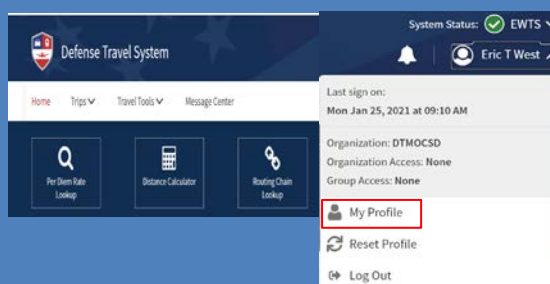 Defense Travel System
Home Trips Travel Tools Message Center
Per Diem Rate
Lookup
Distance Calculator
Routing Chain
Lookup
System Status: EWTS
Eric T West
Last sign on:
Mon Jan 25, 2021 at 09:10 AM
Organization: DTMOCSD
Organization Access: None
Group Access: None
My Profile
Reset Profile
Log Out